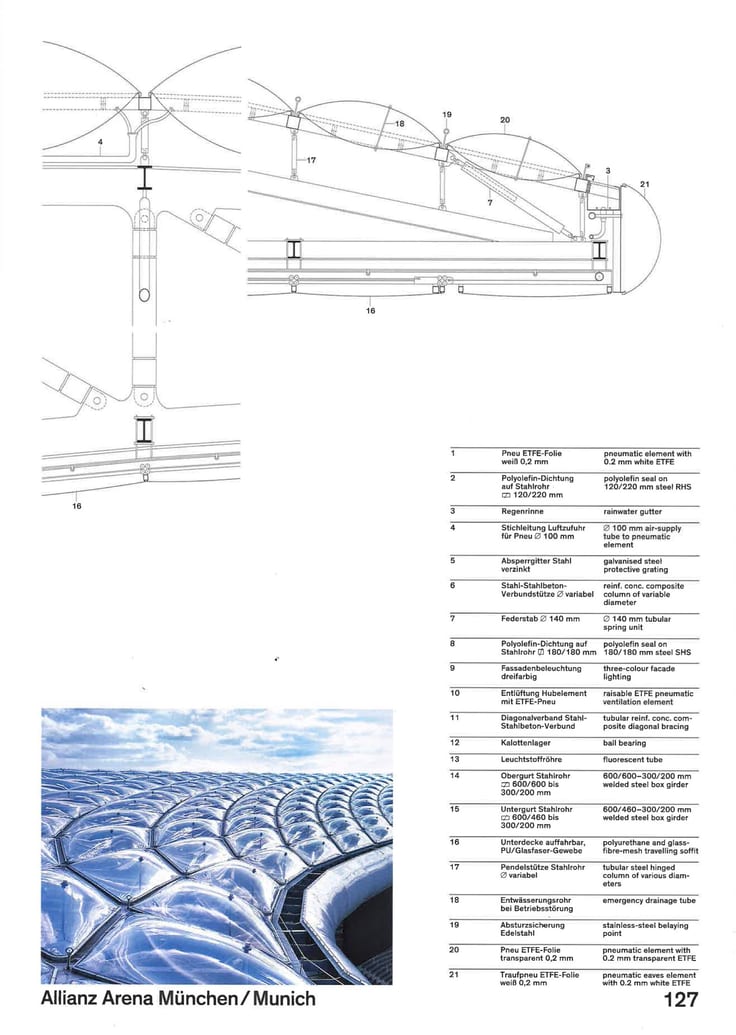 4
18
19
20
17
7
3
21
16
16
1 Pneu ETFE-Folie pneumatic element with
weiß 0,2 mm 0.2 mm white ETFE
2 Polyolefin-Dichtung polyolefin seal on
auf Stahlrohr 120/220 mm steel RHS
120/220 mm
3 Regenrinne rainwater gutter
4 Stichleitung Luftzufuhr ∅ 100 mm air-supply
für Pneu ∅ 100 mm tube to pneumatic
element
5 Absperrgitter Stahl galvanised steel
verzinkt protective grating
6 Stahl-Stahlbeton- reinf. conc. composite
Verbundstütze ∅ variabel column of variable
diameter
7 Federstab ∅ 140 mm ∅ 140 mm tubular
spring unit
8 Polyolefin-Dichtung auf polyolefin seal on
Stahlrohr 180/180 mm 180/180 mm steel SHS
9 Fassadenbeleuchtung three-colour facade
dreifarbig lighting
10 Entlüftung Hubelement raisable ETFE pneumatic
mit ETFE-Pneu ventilation element
11 Diagonalverband Stahl- tubular reinf. conc. com-
Stahlbeton-Verbund posite diagonal bracing
12 Kalottenlager ball bearing
13 Leuchtstoffröhre fluorescent tube
14 Obergurt Stahlrohr 600/600–300/200 mm
600/600 bis welded steel box girder
300/200 mm
15 Untergurt Stahlrohr 600/460–300/200 mm
600/460 bis welded steel box girder
300/200 mm
16 Unterdecke auffahrbar, polyurethane and glass-
PU/Glasfaser-Gewebe fibre-mesh travelling soffit
17 Pendelstütze Stahlrohr tubular steel hinged
∅ variabel column of various diam-
eters
18 Entwässerungsrohr emergency drainage tube
bei Betriebsstörung
19 Absturzsicherung stainless-steel belaying
Edelstahl point
20 Pneu ETFE-Folie pneumatic element with
transparent 0,2 mm 0.2 mm transparent ETFE
21 Traufpneu ETFE-Folie pneumatic eaves element
weiß 0,2 mm with 0.2 mm white ETFE
Allianz Arena München / Munich
127